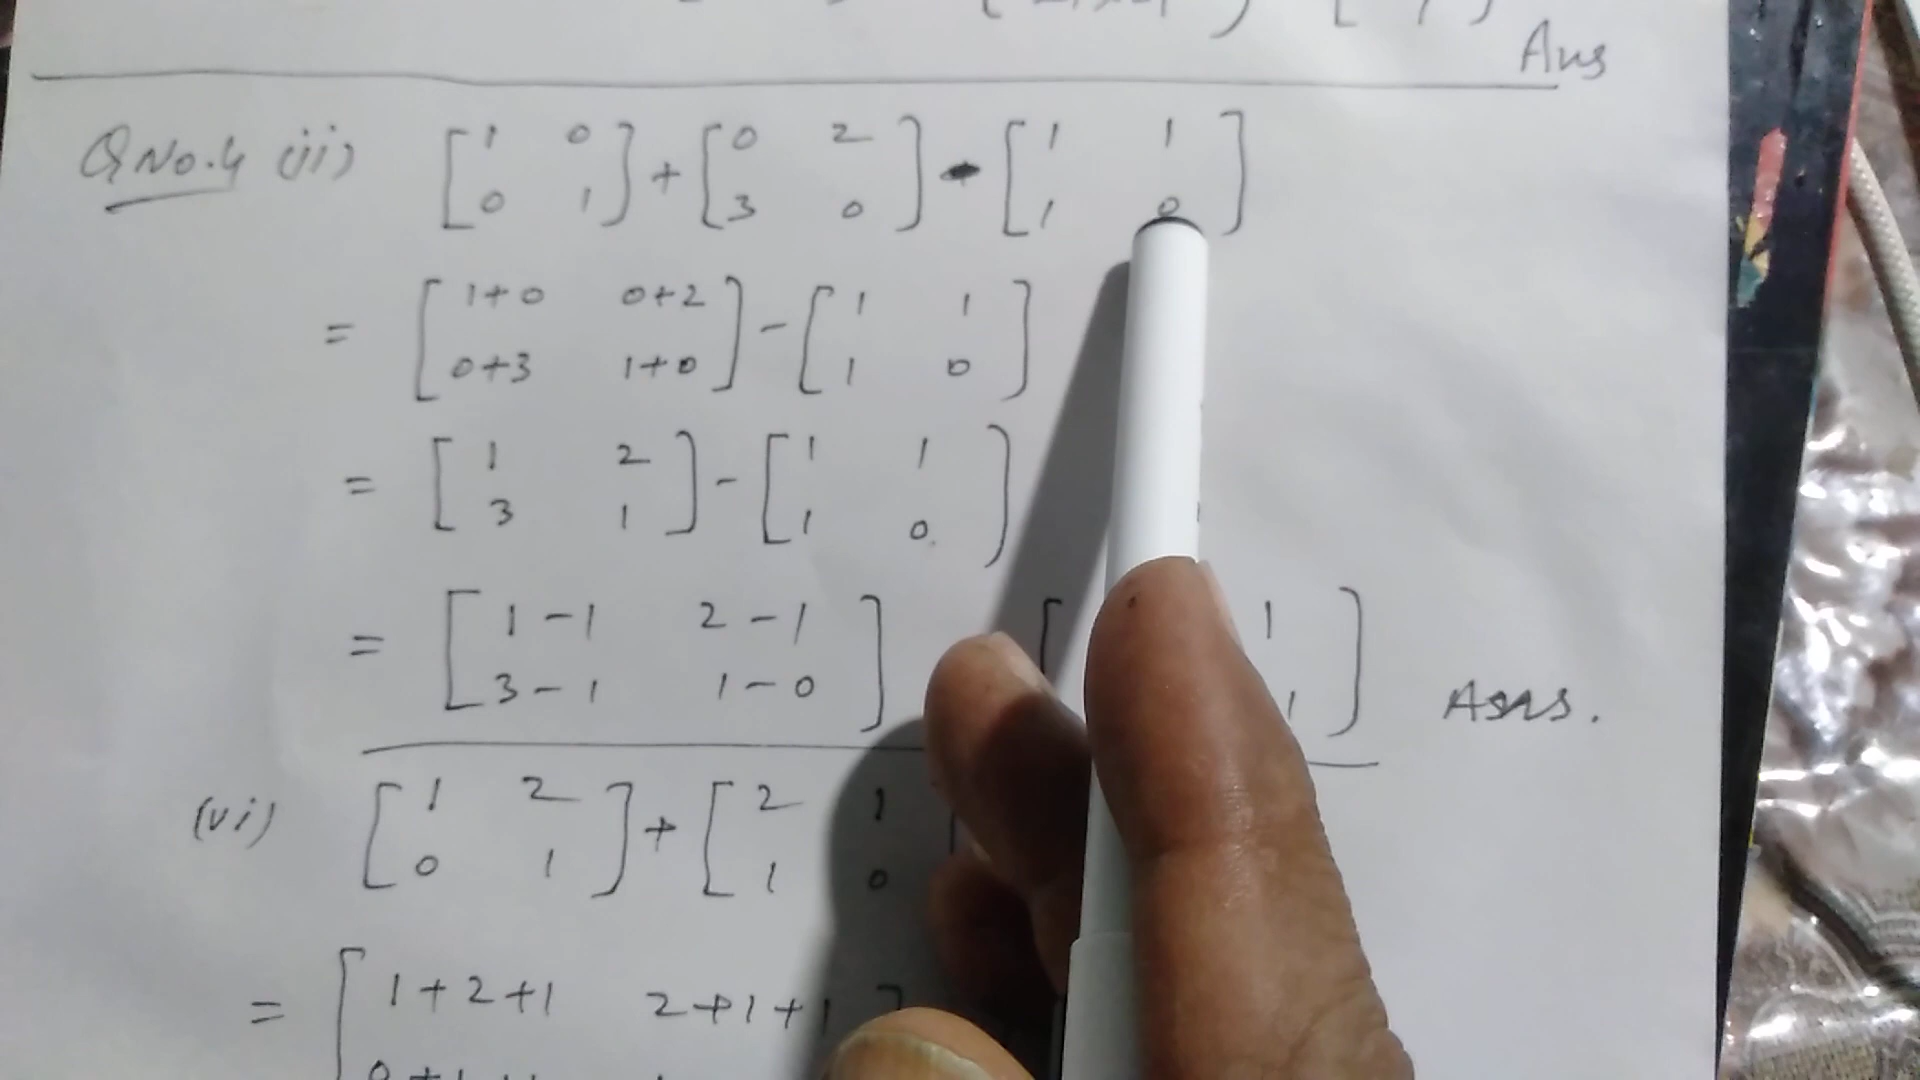 Ans
Q No.4 (ii) [1 0 0 1] + [0 2 3 0] - [1 1 1 0]
= [1+0 0+2 0+3 1+0] - [1 1 1 0]
= [1 2 3 1] - [1 1 1 0]
= [1-1 2-1 3-1 1-0] [ 1 1] Asns.
(vi) [1 2 0 1] + [2 1 1 0
= [1+2+1 2+1+1